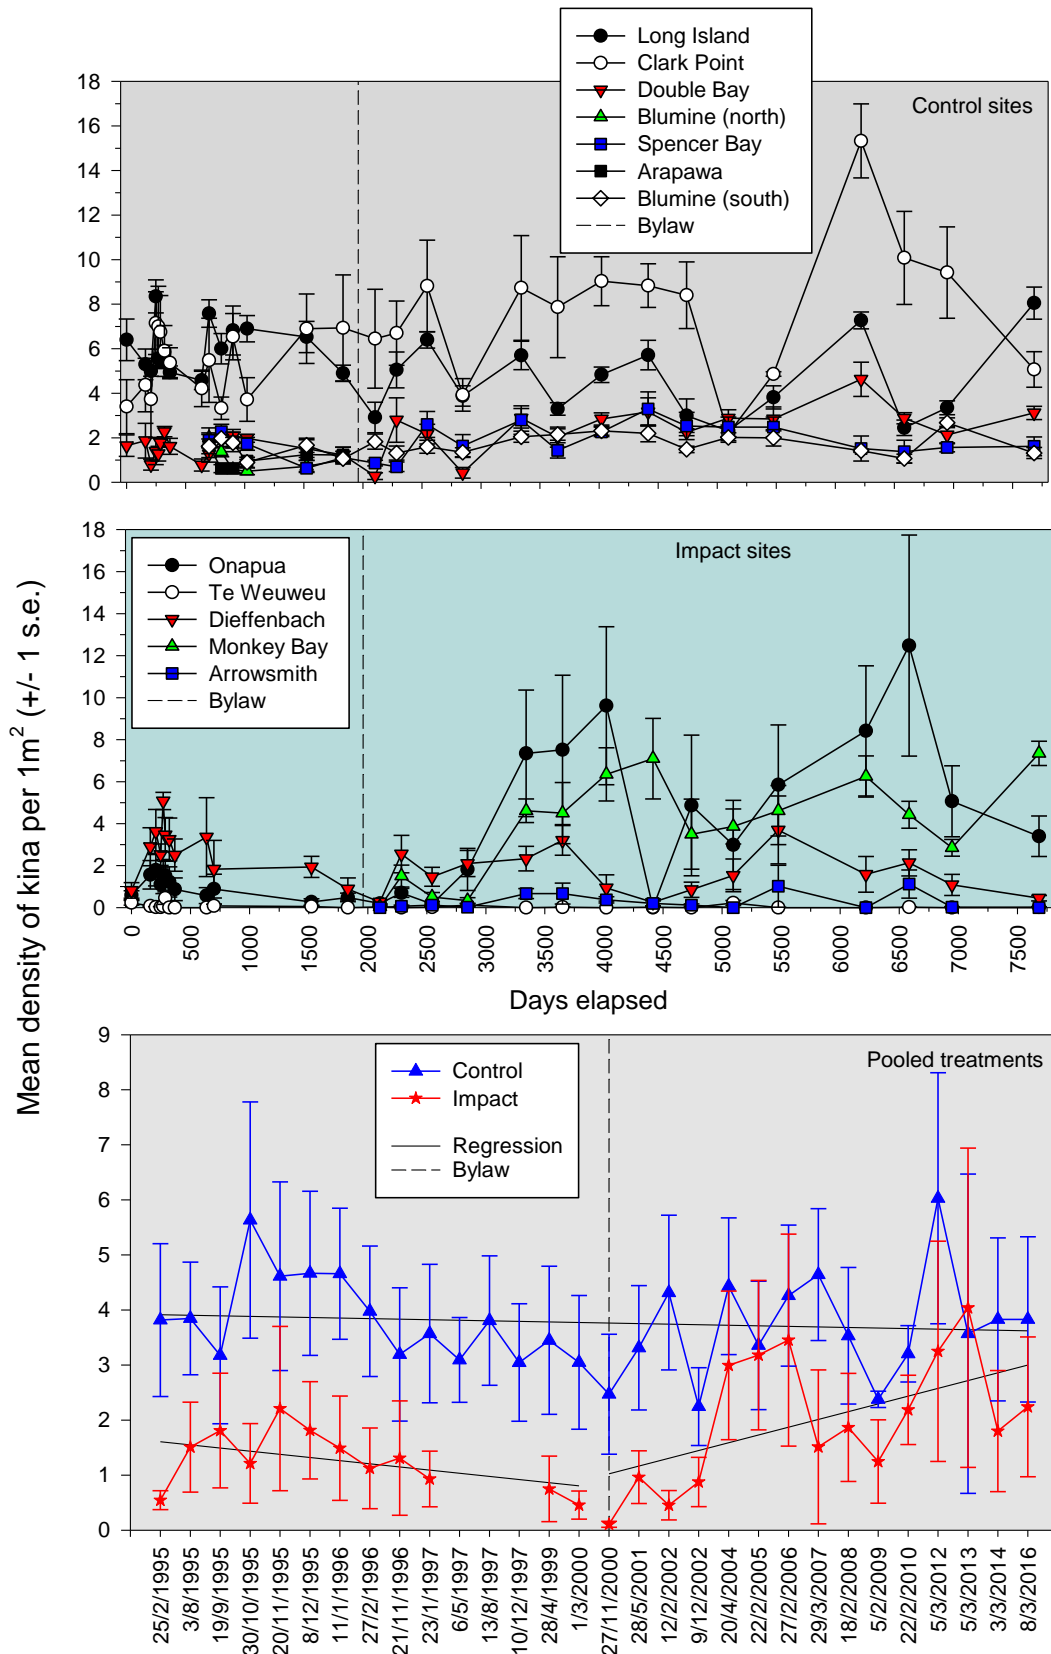 Long Island
Clark Point
Double Bay
Blumine (north)
Spencer Bay
Arapawa
Blumine (south)
Bylaw
Control sites
18
16
14
12
10
8
6
4
2
0
Impact sites
Onapua
Te Weuweu
Dieffenbach
Monkey Bay
Arrowsmith
Bylaw
18
16
14
12
10
8
6
4
2
0
0 500 1000 1500 2000 2500 3000 3500 4000 4500 5000 5500 6000 6500 7000 7500
Days elapsed
Mean density of kina per 1m² (+/- 1 s.e.)
Pooled treatments
Control
Impact
Regression
Bylaw
9
8
7
6
5
4
3
2
1
0
25/2/1995
3/8/1995
19/9/1995
30/10/1995
20/11/1995
8/12/1995
11/1/1996
27/2/1996
21/11/1996
23/1/1997
6/5/1997
13/8/1997
10/12/1997
28/4/1999
1/3/2000
27/11/2000
28/5/2001
12/2/2002
9/12/2002
20/4/2004
22/2/2005
27/2/2006
29/3/2007
18/2/2008
5/2/2009
22/2/2010
5/3/2012
5/3/2013
3/3/2014
8/3/2016